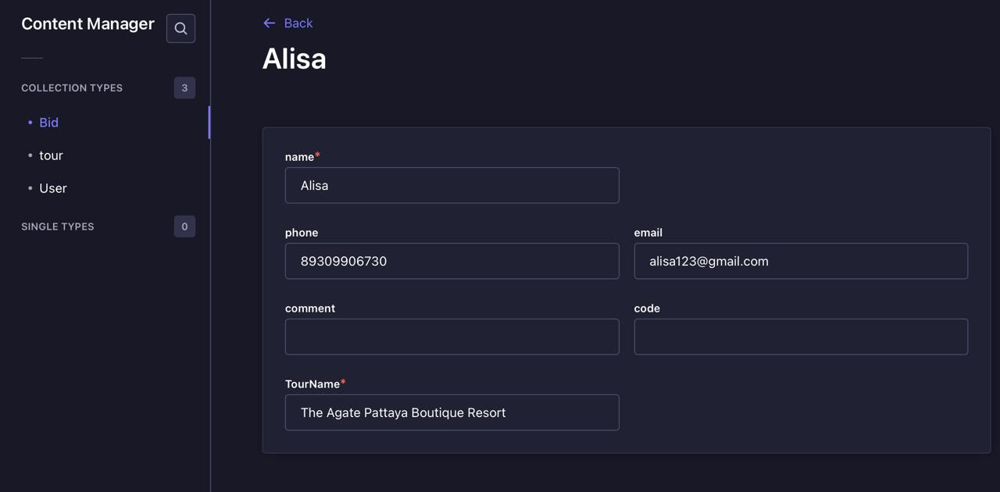 Content Manager
COLLECTION TYPES 3
Bid
tour
User
SINGLE TYPES 0
Back
Alisa
name*
Alisa
phone
89309906730
email
alisa123@gmail.com
comment
code
TourName*
The Agate Pattaya Boutique Resort